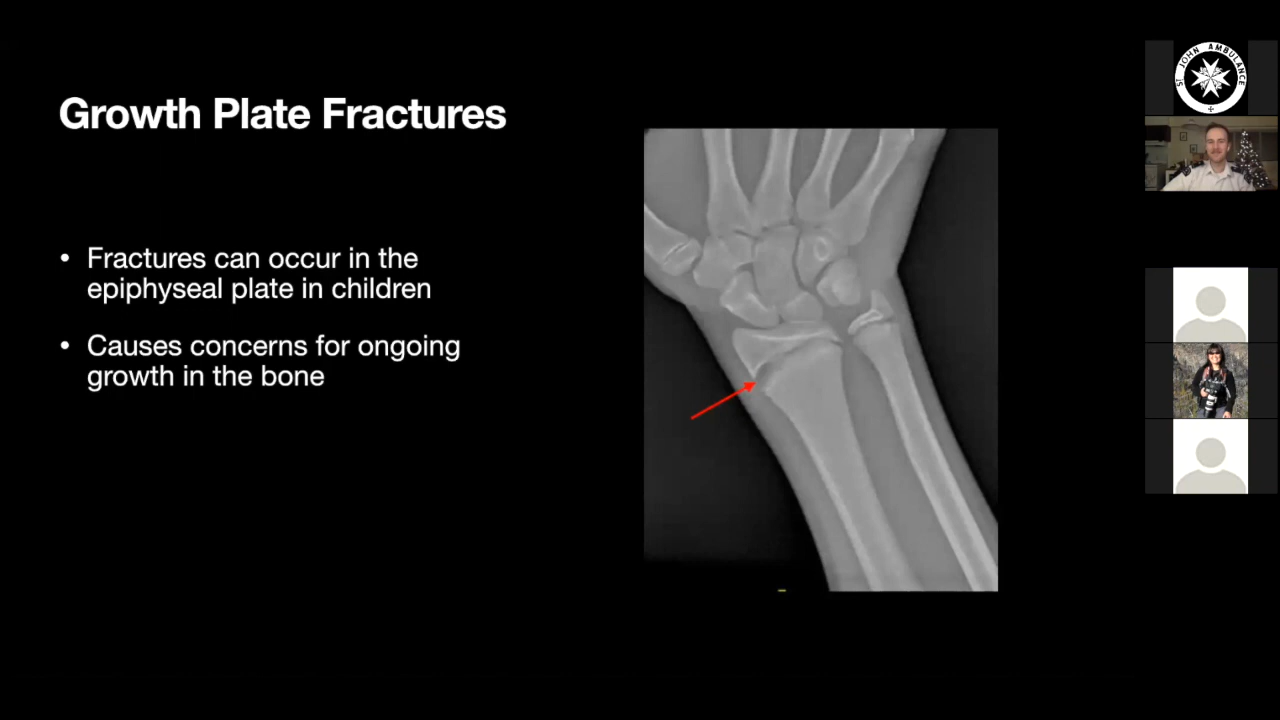 Growth Plate Fractures
• Fractures can occur in the
epiphyseal plate in children
• Causes concerns for ongoing
growth in the bone
ST JOHN AMBULANCE